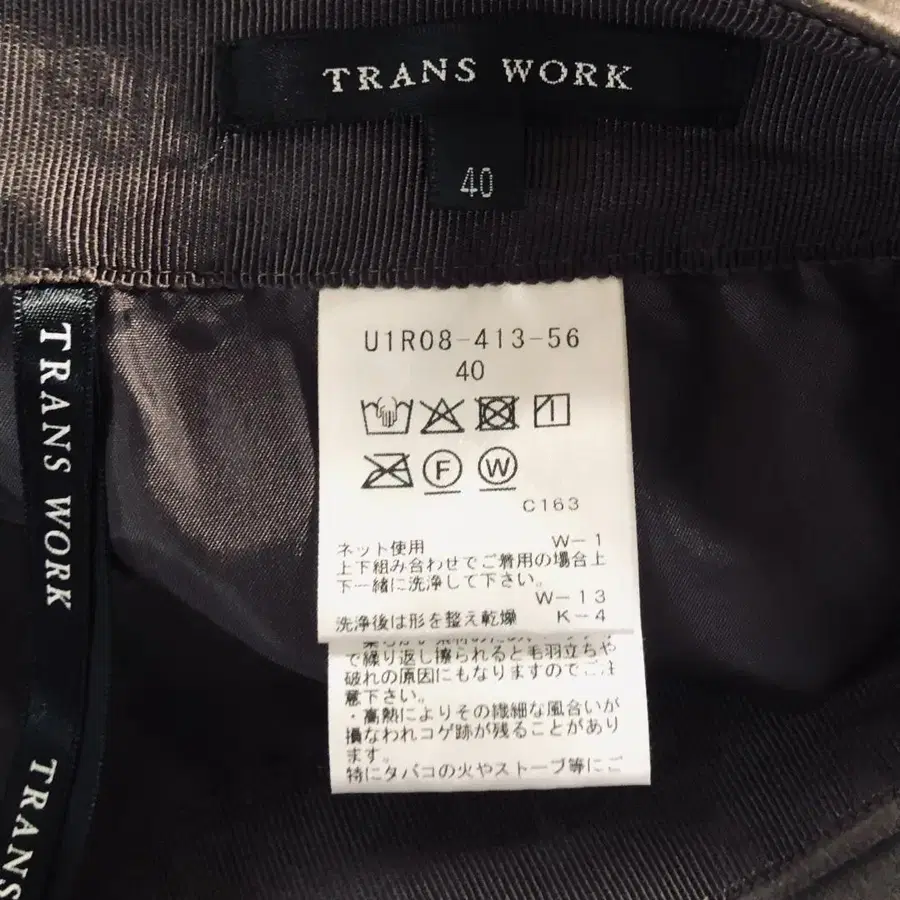 TRANS WORK
40
TRANS WORK
TRANS
U1R08-413-56
40
F W
C163
ネット使用 W-1
上下組み合わせでご着用の場合上
下一緒に洗浄して下さい。
W-13
洗浄後は形を整え乾燥 K-4
で繰り返し擦られると毛羽立ちや
破れの原因にもなりますのでご注
意下さい。
・高熱によりその繊細な風合いが
損なわれコゲ跡が残ることがあり
ます。
特にタバコの火やストーブ等にご